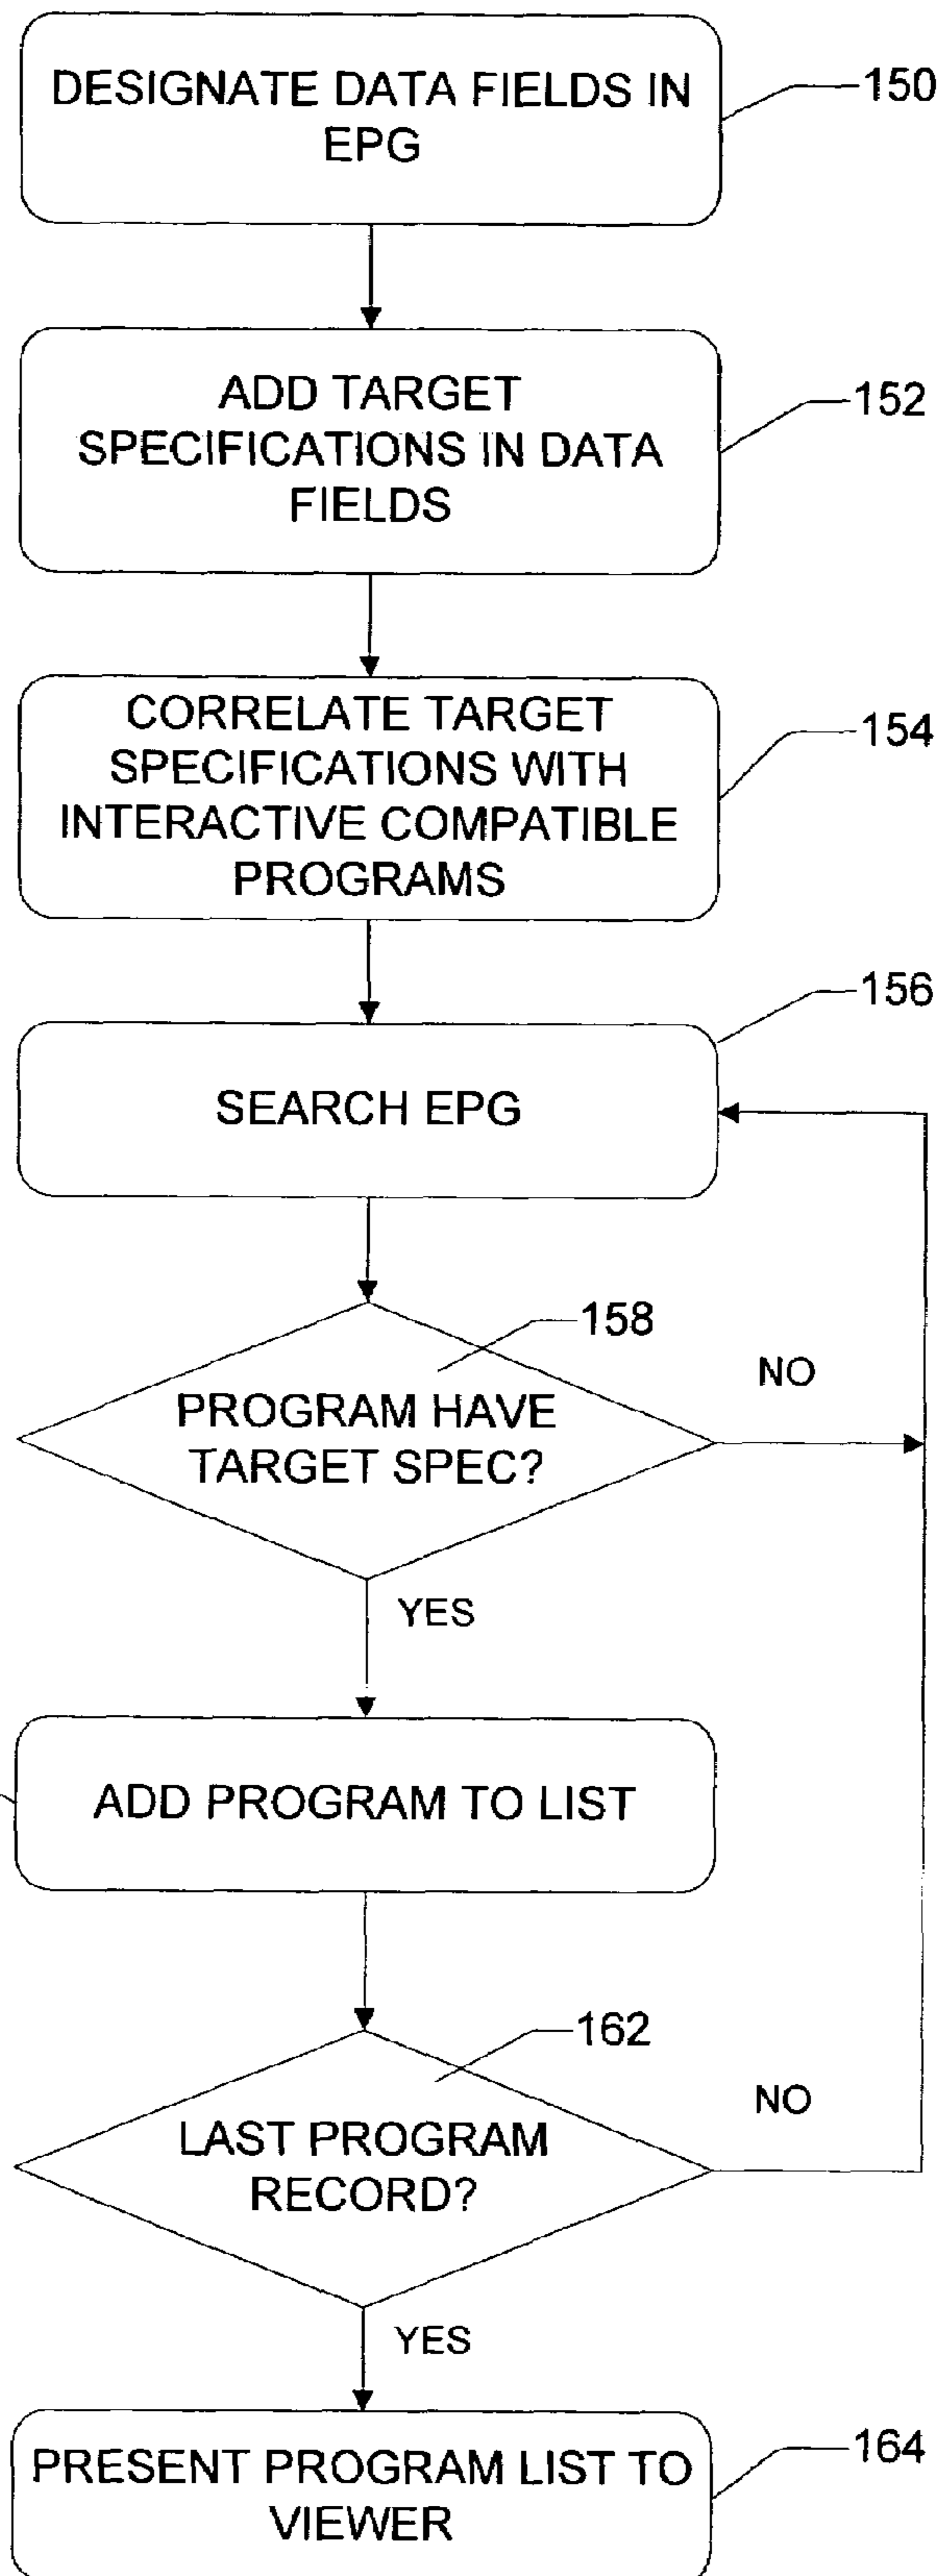 DESIGNATE DATA FIELDS IN
EPG
150
ADD TARGET
SPECIFICATIONS IN DATA
FIELDS
152
CORRELATE TARGET
SPECIFICATIONS WITH
INTERACTIVE COMPATIBLE
PROGRAMS
154
156
SEARCH EPG
158
NO
PROGRAM HAVE
TARGET SPEC?
YES
ADD PROGRAM TO LIST
162
NO
LAST PROGRAM
RECORD?
YES
PRESENT PROGRAM LIST TO
VIEWER
164